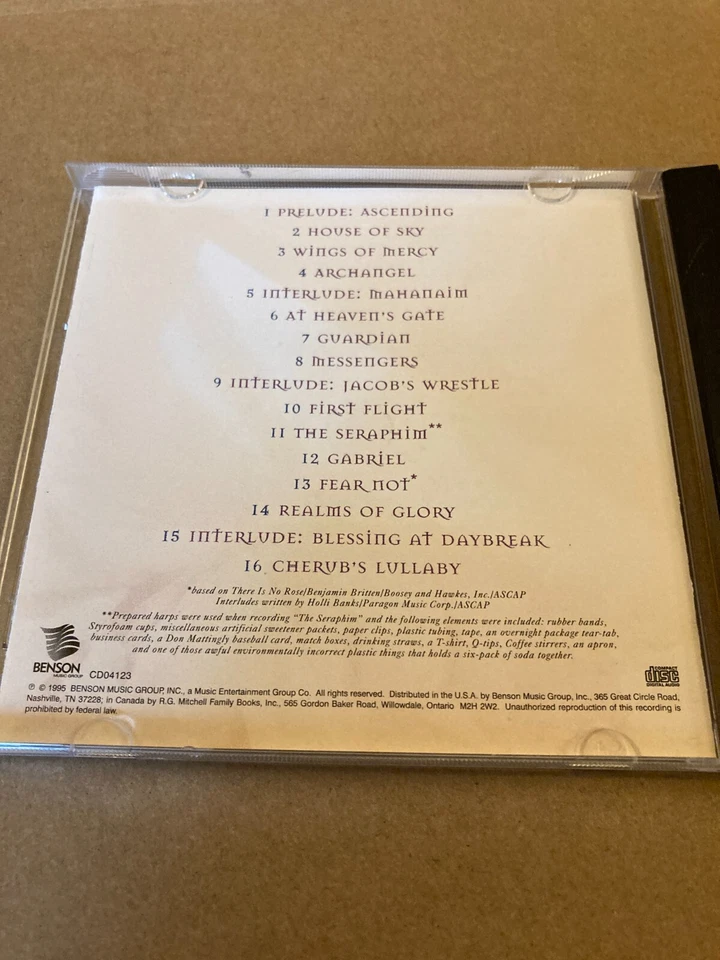 1 PRELUDE: ASCENDING
2 HOUSE OF SKY
3 WINGS OF MERCY
4 ARCHANGEL
5 INTERLUDE: MAHANAIM
6 AT HEAVEN'S GATE
7 GUARDIAN
8 MESSENGERS
9 INTERLUDE: JACOB'S WRESTLE
10 FIRST FLIGHT
11 THE SERAPHIM**
12 GABRIEL
13 FEAR NOT*
14 REALMS OF GLORY
15 INTERLUDE: BLESSING AT DAYBREAK
16 CHERUB'S LULLABY
*based on There Is No Rose/Benjamin Britten/Boosey and Hawkes, Inc./ASCAP
Interludes written by Holli Banks/Paragon Music Corp./ASCAP
**Prepared harps were used when recording "The Seraphim" and the following elements were included: rubber bands,
Styrofoam cups, miscellaneous artificial sweetener packets, paper clips, plastic tubing, tape, an overnight package tear-tab,
business cards, a Don Mattingly baseball card, match boxes, drinking straws, a T-shirt, Q-tips, Coffee stirrers, an apron,
and one of those awful environmentally incorrect plastic things that holds a six-pack of soda together.
BENSON
MUSIC GROUP
CD04123
COMPACT
disc
DIGITAL AUDIO
℗ © 1995 BENSON MUSIC GROUP, INC., a Music Entertainment Group Co. All rights reserved. Distributed in the U.S.A. by Benson Music Group, Inc., 365 Great Circle Road,
Nashville, TN 37228; in Canada by R.G. Mitchell Family Books, Inc., 565 Gordon Baker Road, Willowdale, Ontario M2H 2W2. Unauthorized reproduction of this recording is
prohibited by federal law.